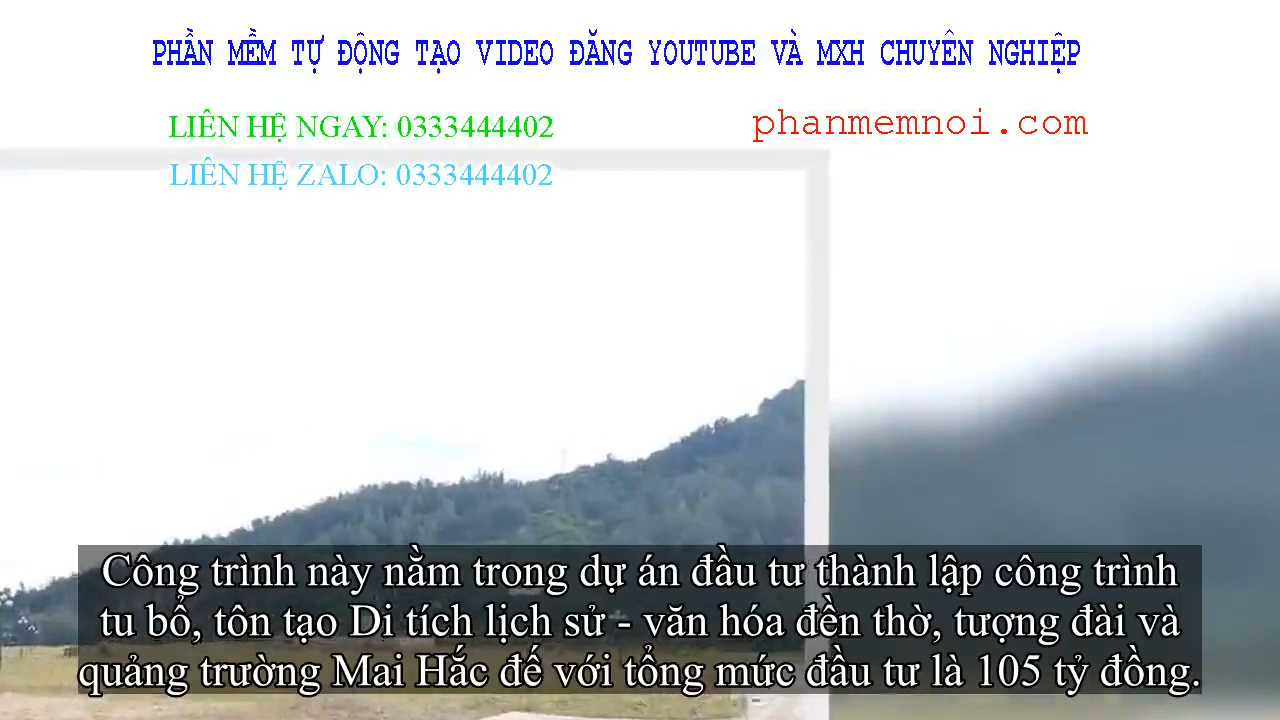 PHẦN MỀM TỰ ĐỘNG TẠO VIDEO ĐĂNG YOUTUBE VÀ MXH CHUYÊN NGHIỆP
LIÊN HỆ NGAY: 0333444402
phanmemnoi.com
LIÊN HỆ ZALO: 0333444402
Công trình này nằm trong dự án đầu tư thành lập công trình
tu bổ, tôn tạo Di tích lịch sử - văn hóa đền thờ, tượng đài và
quảng trường Mai Hắc đế với tổng mức đầu tư là 105 tỷ đồng.